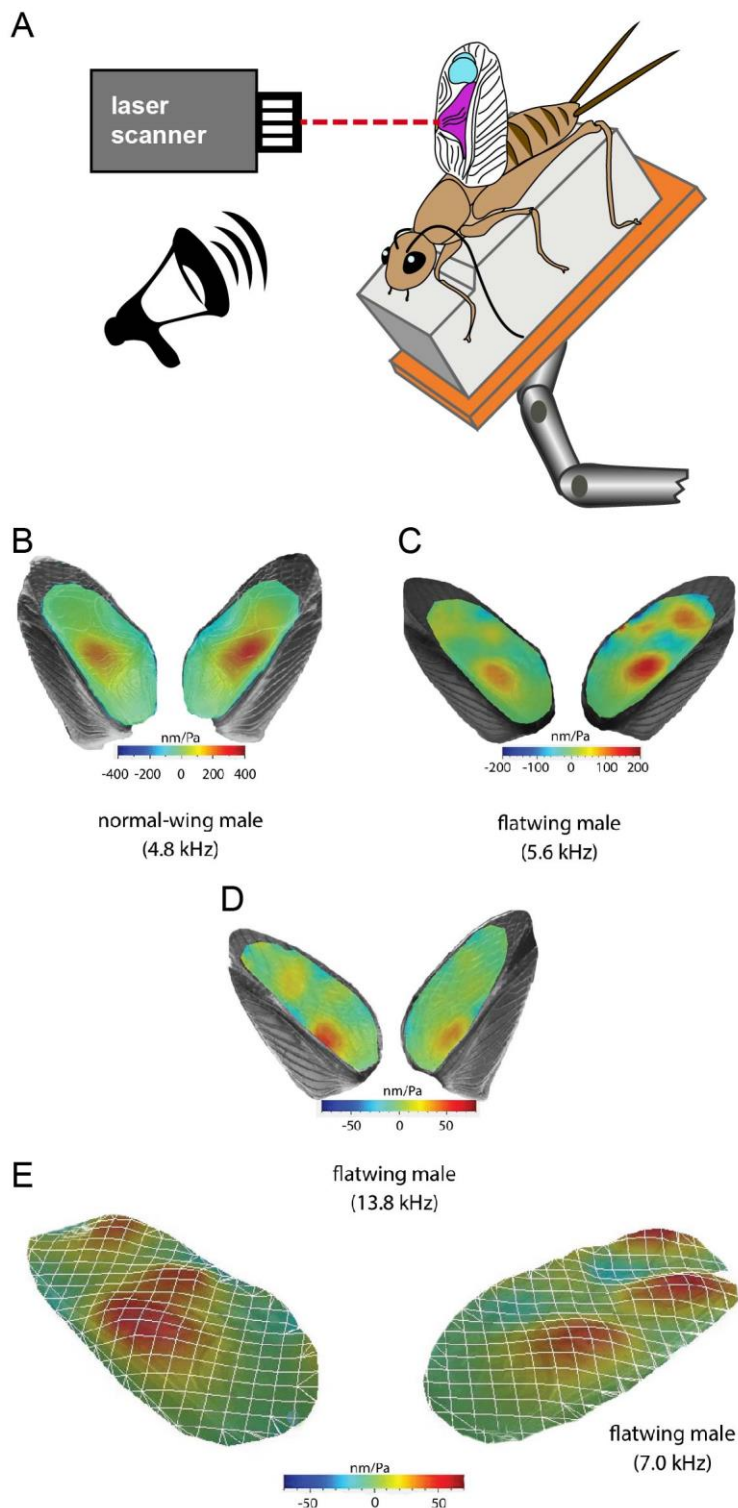 A
laser
scanner
B
C
nm/Pa
-400 -200 0 200 400
normal-wing male
(4.8 kHz)
nm/Pa
-200 -100 0 100 200
flatwing male
(5.6 kHz)
D
nm/Pa
-50 0 50
flatwing male
(13.8 kHz)
E
flatwing male
(7.0 kHz)
nm/Pa
-50 0 50